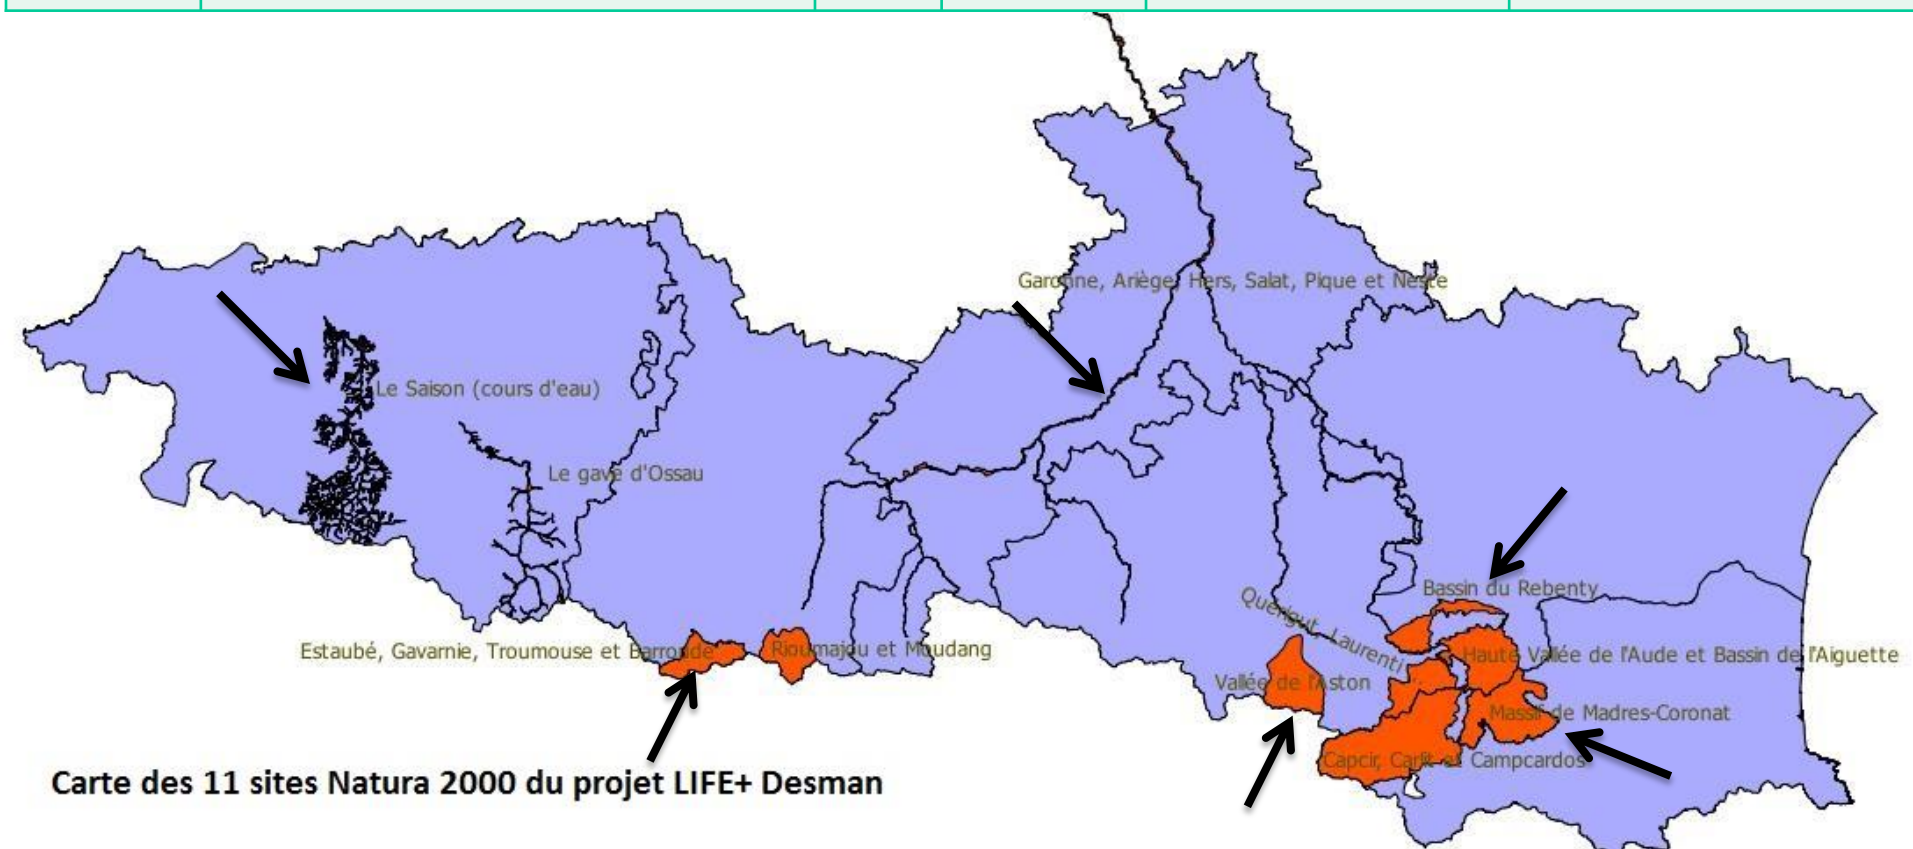 Garonne, Ariège, Hers, Salat, Pique et Neste
Le Saison (cours d'eau)
Le gave d'Ossau
Bassin du Rebenty
Quérigut, Laurenti...
Estaubé, Gavarnie, Troumouse et Barroude
Rioumajou et Moudang
Haute Vallée de l'Aude et Bassin de l'Aiguette
Vallée de l'Aston
Massif de Madres-Coronat
Capcir, Carlit et Campcardos
Carte des 11 sites Natura 2000 du projet LIFE+ Desman